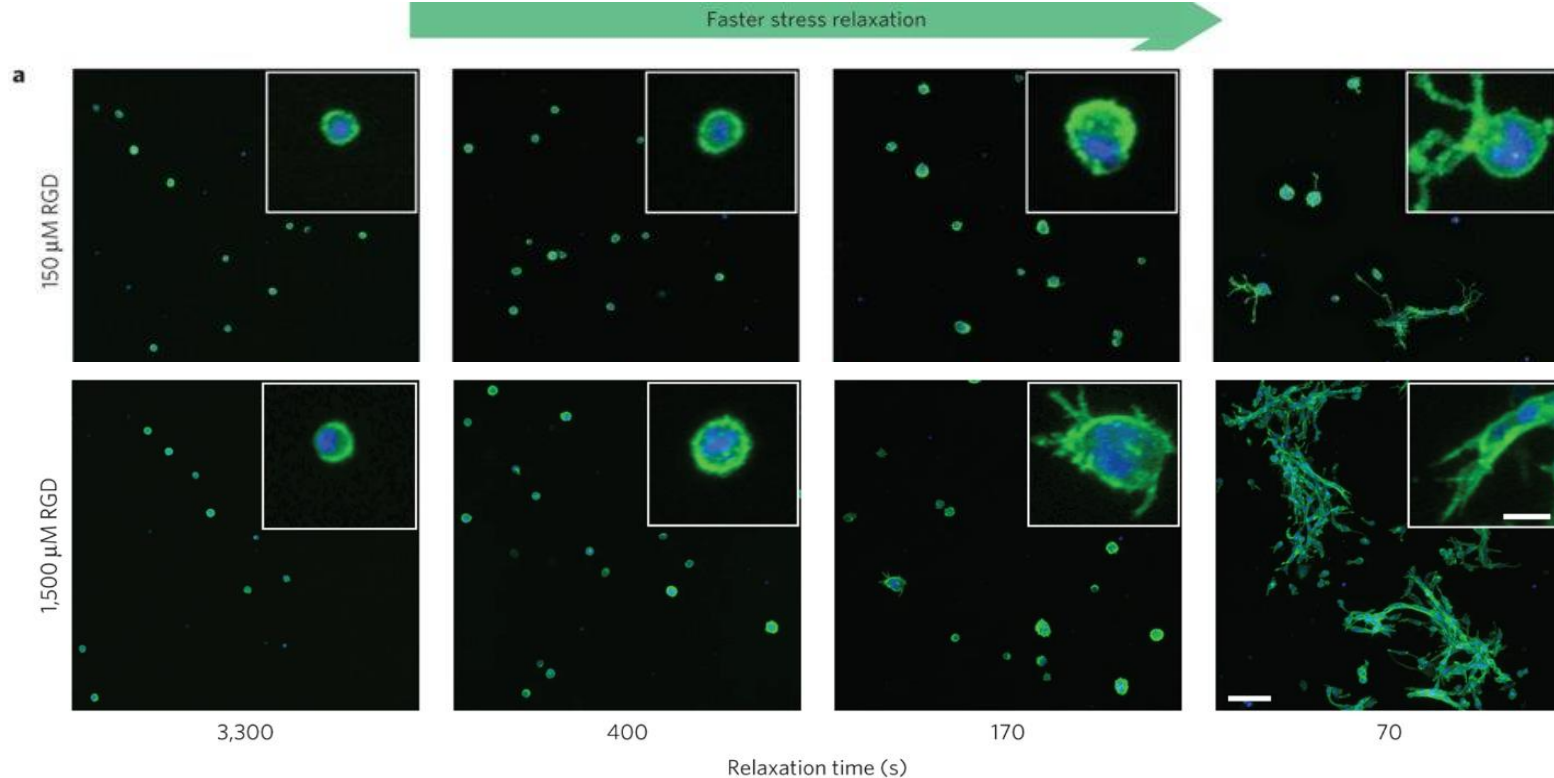 Faster stress relaxation
a
150 μM RGD
1,500 μM RGD
3,300
400
170
70
Relaxation time (s)